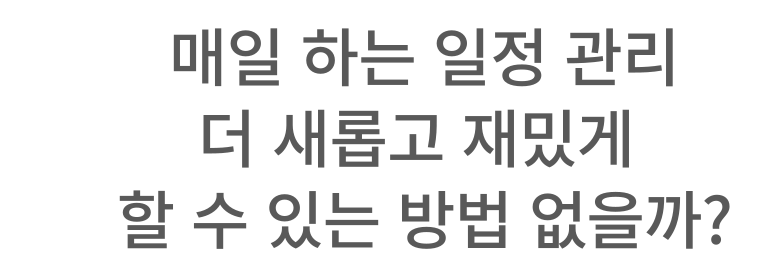 매일 하는 일정 관리
더 새롭고 재밌게
할 수 있는 방법 없을까?